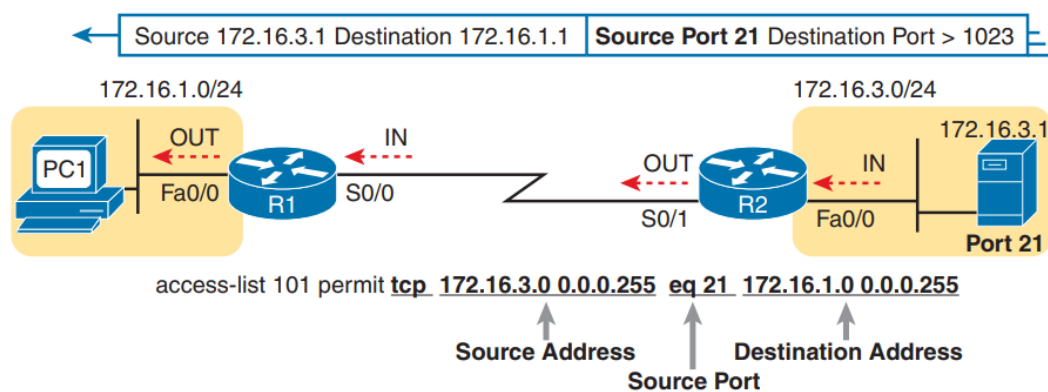 Source 172.16.3.1 Destination 172.16.1.1 Source Port 21 Destination Port > 1023
172.16.1.0/24 172.16.3.0/24
172.16.3.1
OUT IN OUT IN
PC1
Fa0/0 R1 S0/0 S0/1 R2 Fa0/0
Port 21
access-list 101 permit tcp 172.16.3.0 0.0.0.255 eq 21 172.16.1.0 0.0.0.255
Source Address Destination Address
Source Port